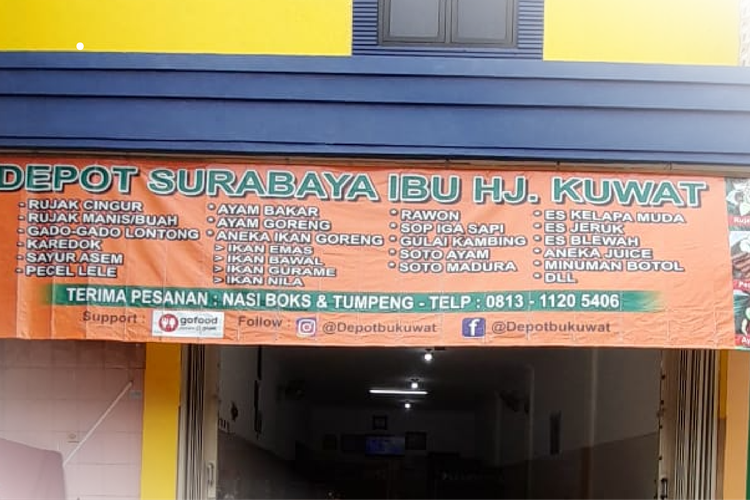 DEPOT SURABAYA IBU HJ. KUWAT
- RUJAK CINGUR
- RUJAK MANIS/BUAH
- GADO-GADO LONTONG
- KAREDOK
- SAYUR ASEM
- PECEL LELE
* AYAM BAKAR
* AYAM GORENG
* ANEKA IKAN GORENG
> IKAN EMAS
> IKAN BAWAL
> IKAN GURAME
> IKAN NILA
* RAWON
* SOP IGA SAPI
* GULAI KAMBING
* SOTO AYAM
* SOTO MADURA
* ES KELAPA MUDA
* ES JERUK
* ES BLEWAH
* ANEKA JUICE
* MINUMAN BOTOL
* DLL
TERIMA PESANAN : NASI BOKS & TUMPENG - TELP : 0813 - 1120 5406
Support : gofood Follow : @Depotbukuwat @Depotbukuwat